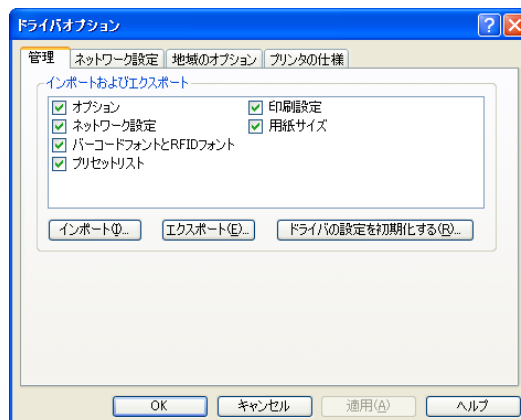 ドライバオプション
管理 ネットワーク設定 地域のオプション プリンタの仕様
インポートおよびエクスポート
オプション 印刷設定
ネットワーク設定 用紙サイズ
バーコードフォントとRFIDフォント
プリセットリスト
インポート(I)... エクスポート(E)... ドライバの設定を初期化する(R)...
OK キャンセル 適用(A) ヘルプ